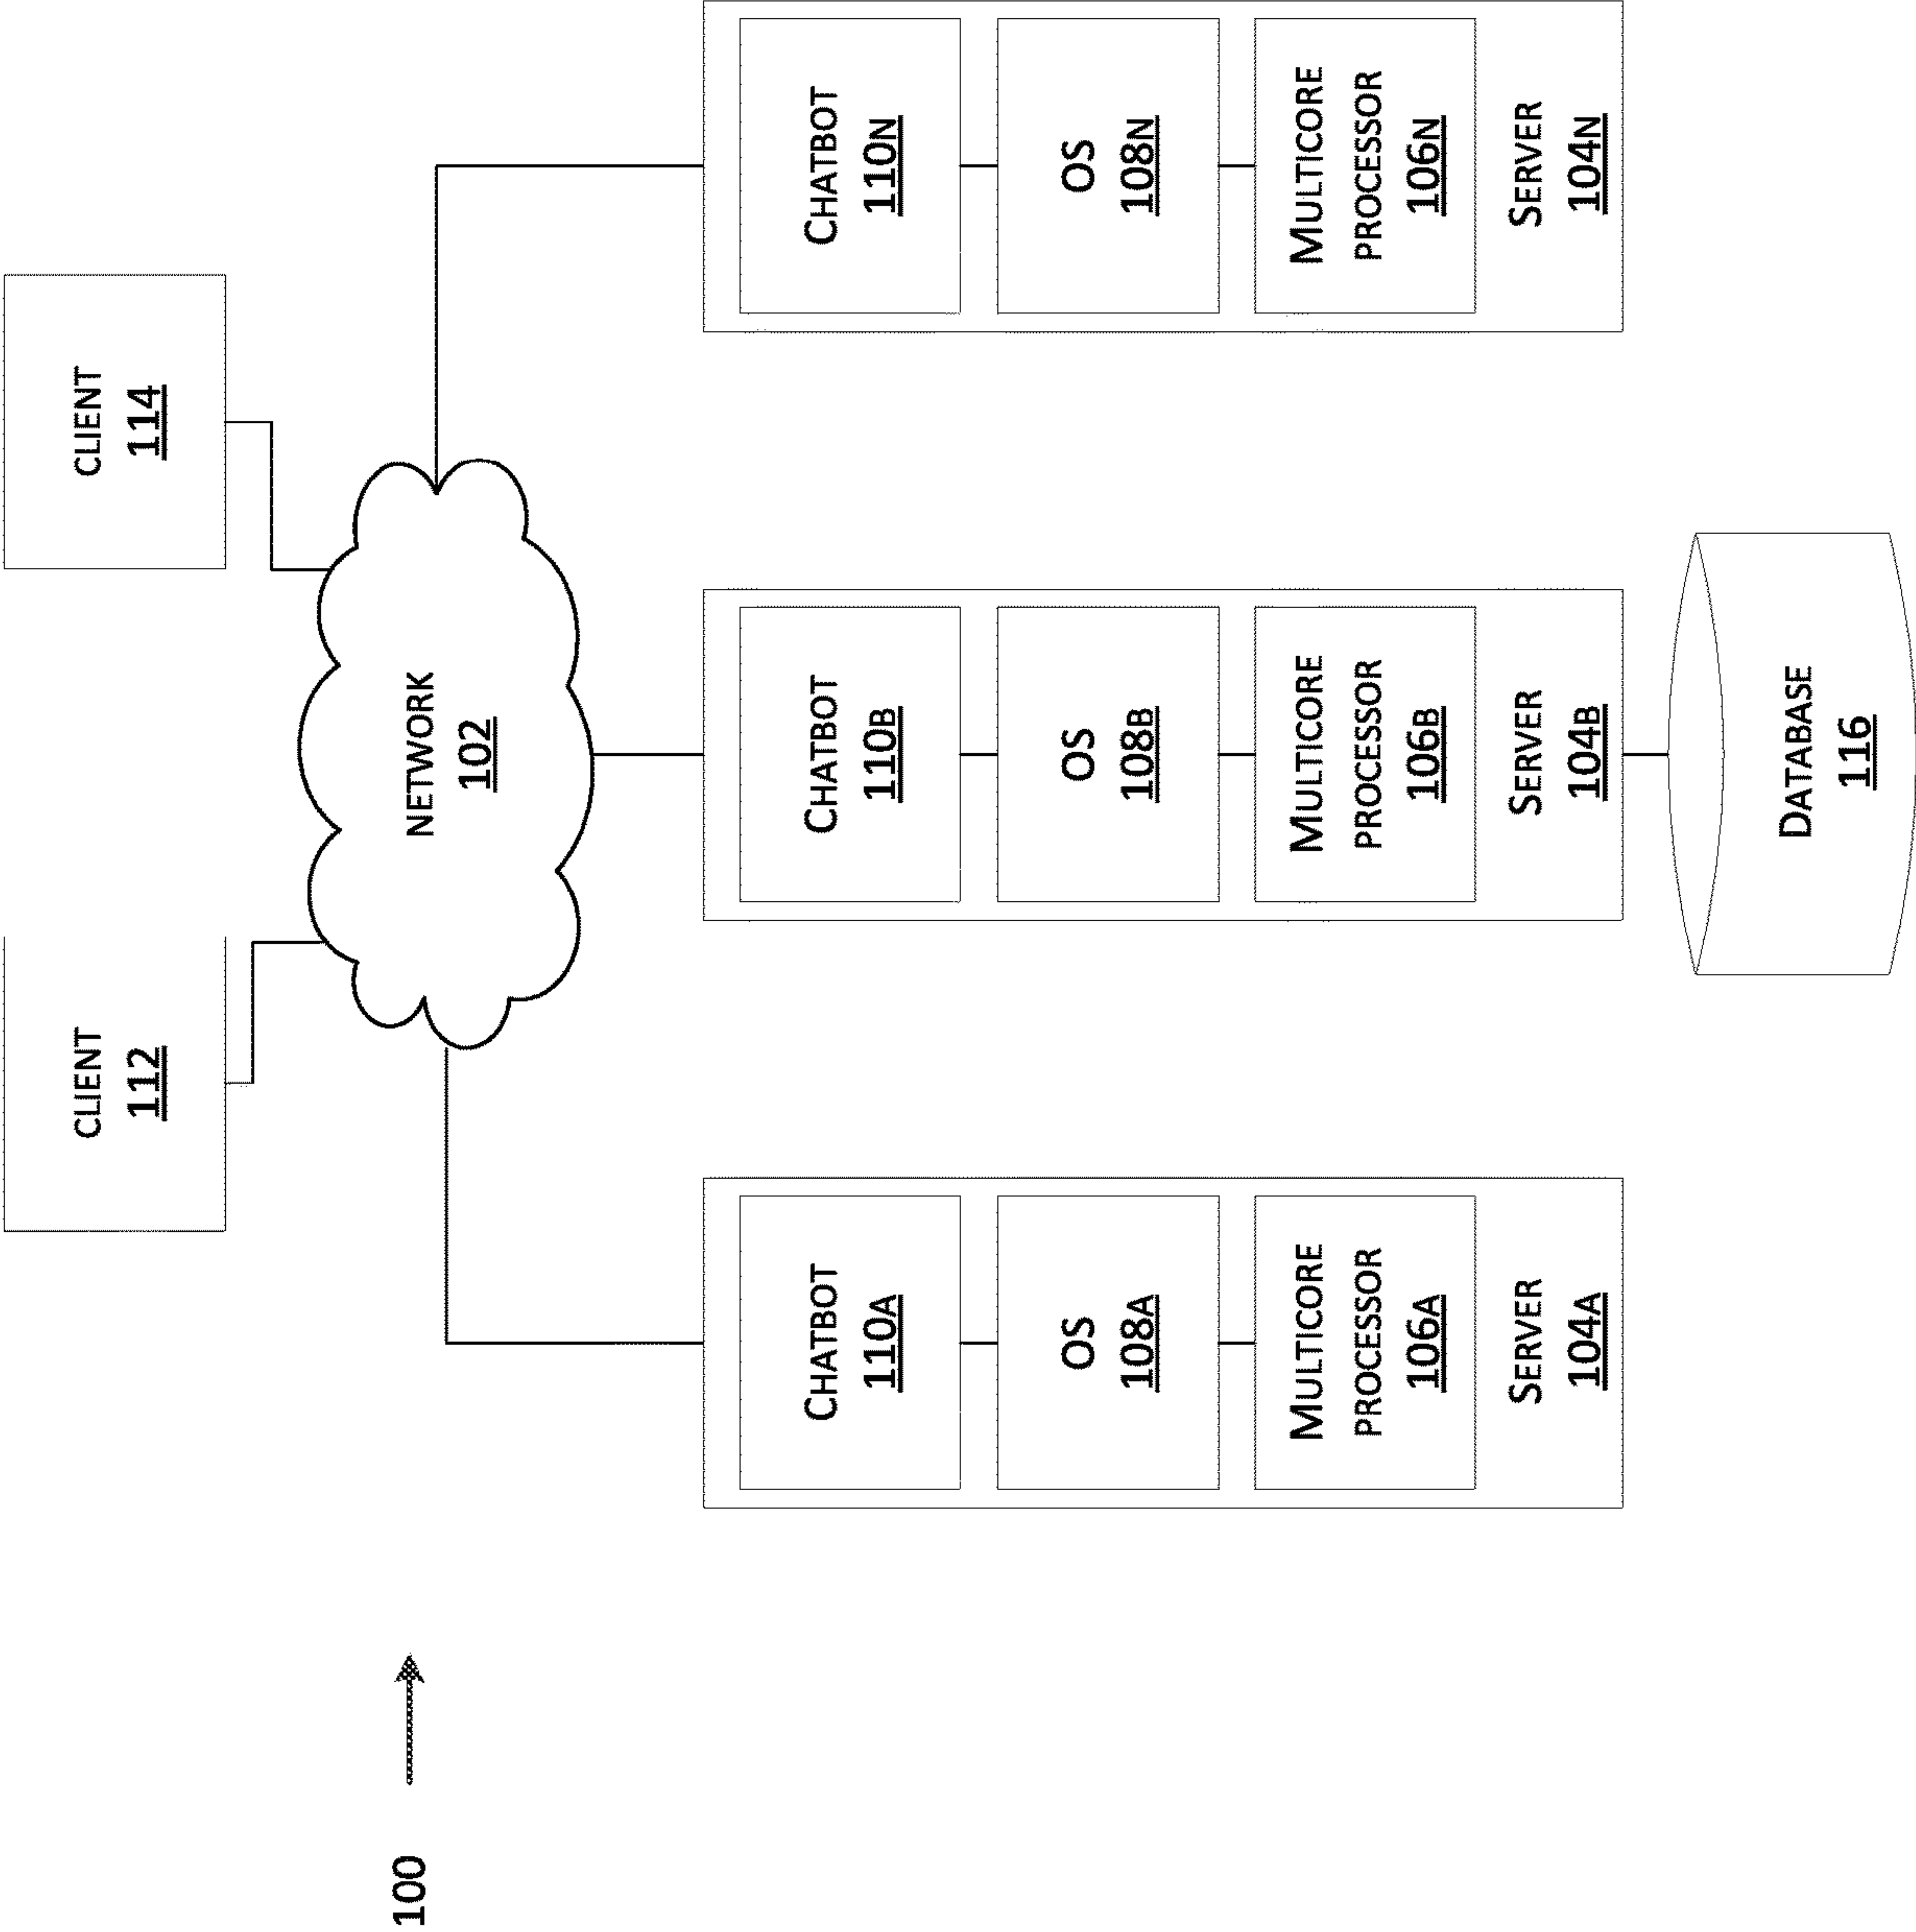 100
CLIENT
112
CLIENT
114
NETWORK
102
CHATBOT
110A
OS
108A
MULTICORE
PROCESSOR
106A
SERVER
104A
CHATBOT
110B
OS
108B
MULTICORE
PROCESSOR
106B
SERVER
104B
CHATBOT
110N
OS
108N
MULTICORE
PROCESSOR
106N
SERVER
104N
DATABASE
116